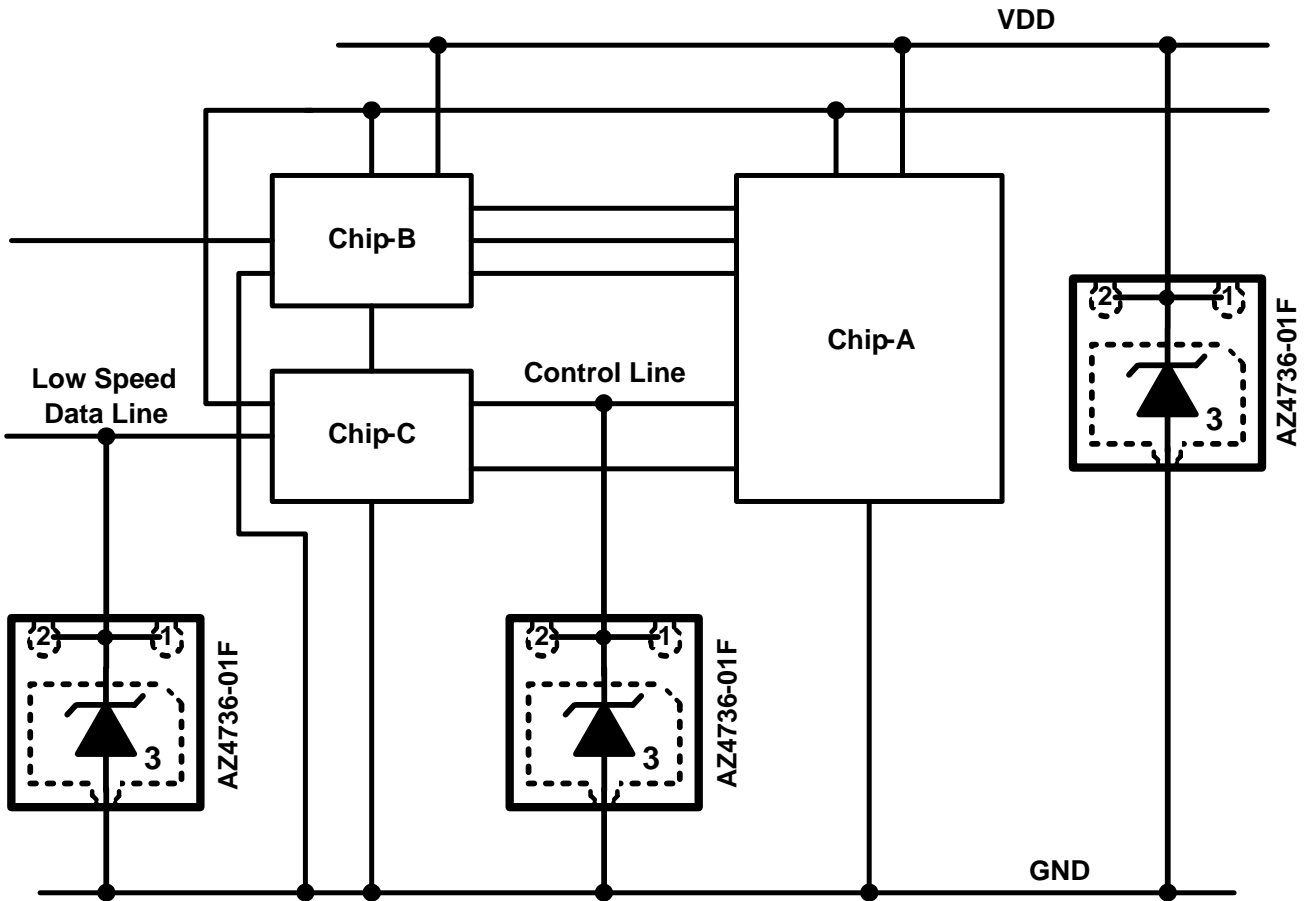 VDD
Chip-B
Chip-A
2
1
3
AZ4736-01F
Low Speed
Data Line
Control Line
Chip-C
2
1
3
AZ4736-01F
2
1
3
AZ4736-01F
GND